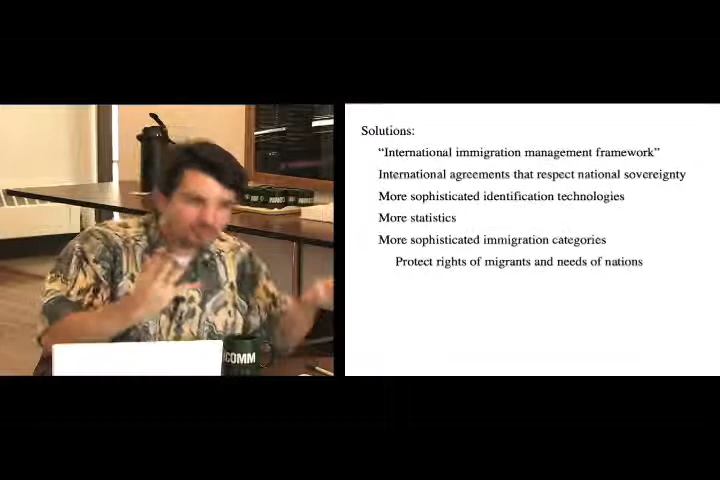 Solutions:
“International immigration management framework”
International agreements that respect national sovereignty
More sophisticated identification technologies
More statistics
More sophisticated immigration categories
Protect rights of migrants and needs of nations
COMM